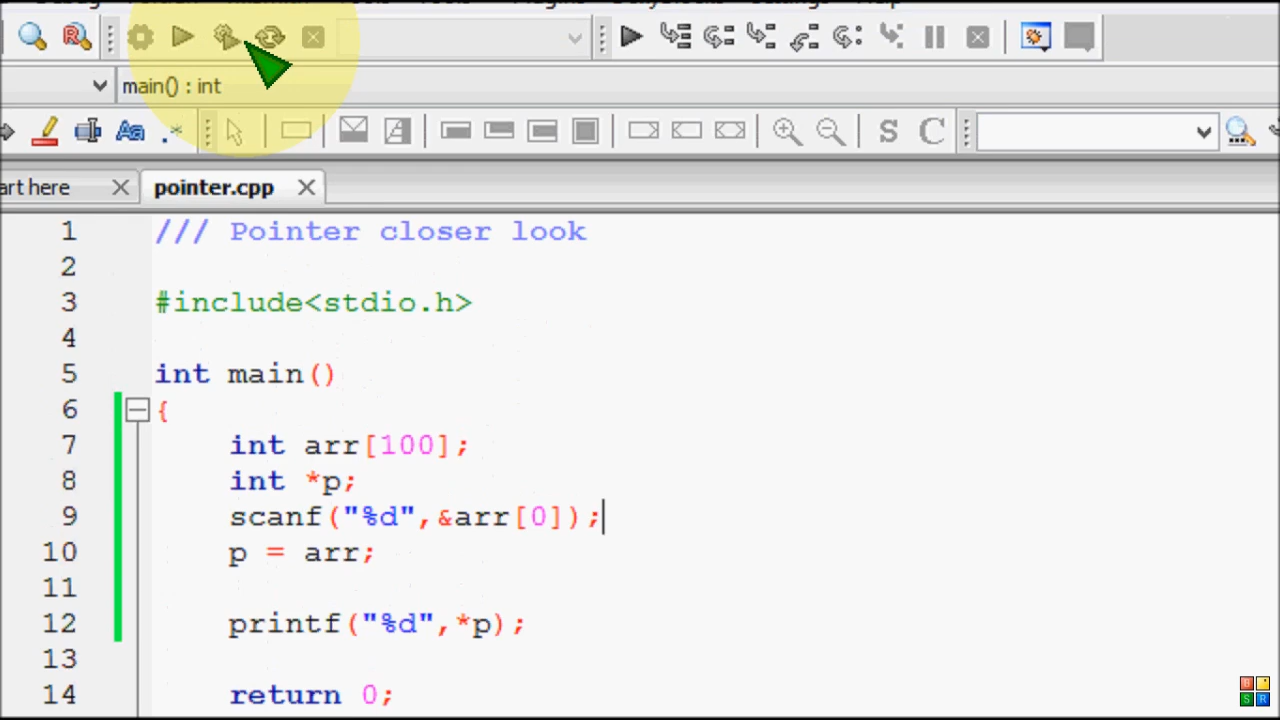 main() : int
Aa .*
S C
art here
pointer.cpp
1 /// Pointer closer look
2
3 #include<stdio.h>
4
5 int main()
6 {
7 int arr[100];
8 int *p;
9 scanf("%d",&arr[0]);
10 p = arr;
11
12 printf("%d",*p);
13
14 return 0;